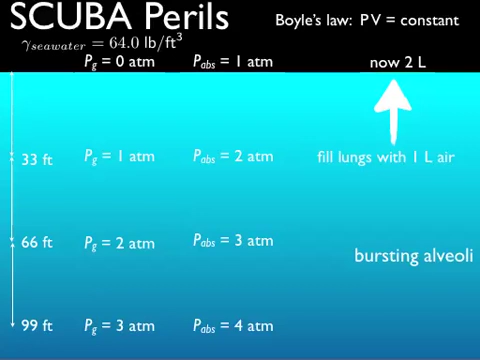 SCUBA Perils
Boyle's law: P V = constant
γseawater = 64.0 lb/ft³
Pg = 0 atm Pabs = 1 atm now 2 L
33 ft Pg = 1 atm Pabs = 2 atm fill lungs with 1 L air
66 ft Pg = 2 atm Pabs = 3 atm
bursting alveoli
99 ft Pg = 3 atm Pabs = 4 atm